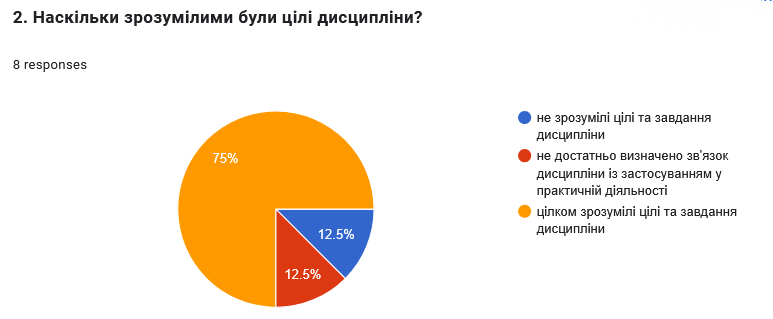 2. Наскільки зрозумілими були цілі дисципліни?
8 responses
75%
12.5%
12.5%
не зрозумілі цілі та завдання
дисципліни
не достатньо визначено зв'язок
дисципліни із застосуванням у
практичній діяльності
цілком зрозумілі цілі та завдання
дисципліни